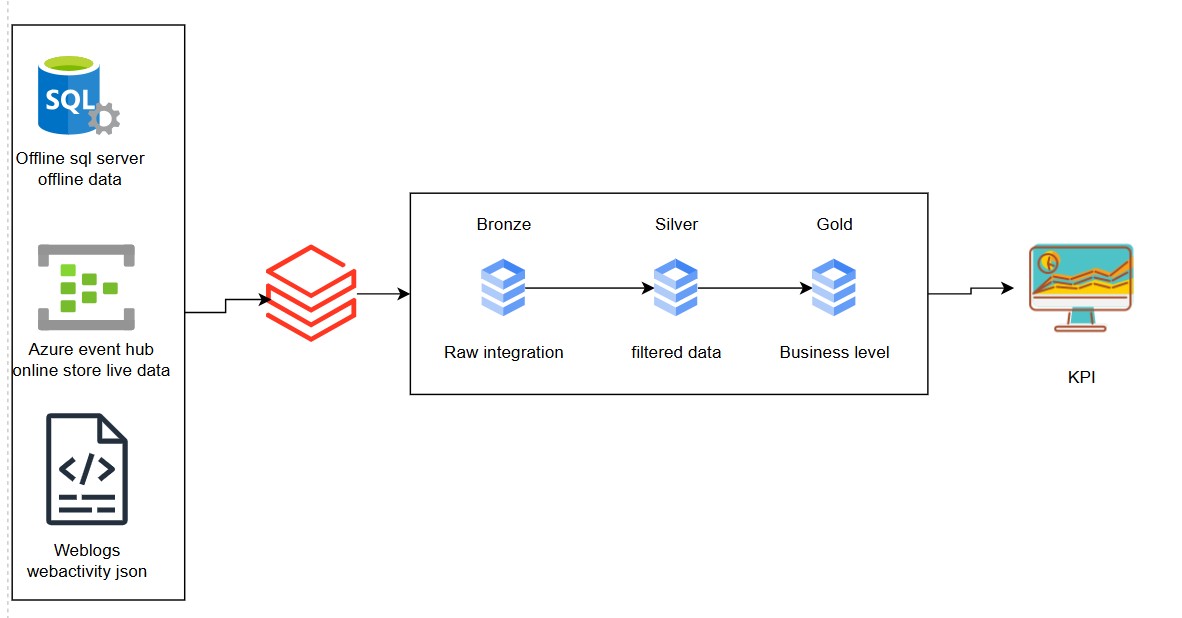 SQL
Offline sql server
offline data
Azure event hub
online store live data
Weblogs
webactivity json
Bronze
Silver
Gold
Raw integration
filtered data
Business level
KPI